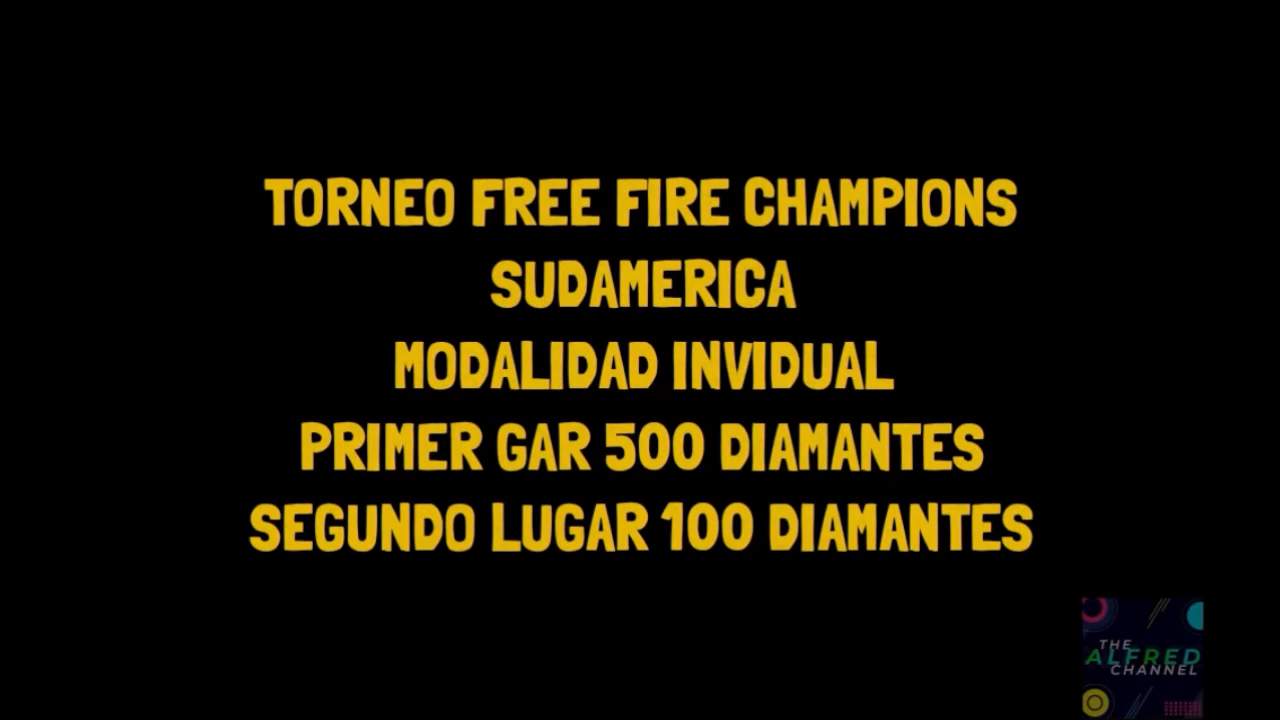 TORNEO FREE FIRE CHAMPIONS
SUDAMERICA
MODALIDAD INVIDUAL
PRIMER GAR 500 DIAMANTES
SEGUNDO LUGAR 100 DIAMANTES
THE
ALFRED
CHANNEL